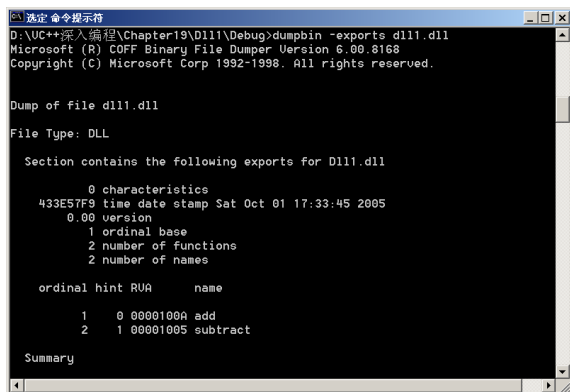 选定 命令提示符
D:\VC++深入编程\Chapter19\Dll1\Debug>dumpbin -exports dll1.dll
Microsoft (R) COFF Binary File Dumper Version 6.00.8168
Copyright (C) Microsoft Corp 1992-1998. All rights reserved.
Dump of file dll1.dll
File Type: DLL
Section contains the following exports for Dll1.dll
0 characteristics
433E57F9 time date stamp Sat Oct 01 17:33:45 2005
0.00 version
1 ordinal base
2 number of functions
2 number of names
ordinal hint RVA name
1 0 0000100A add
2 1 00001005 subtract
Summary